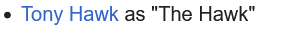 • Tony Hawk as "The Hawk"